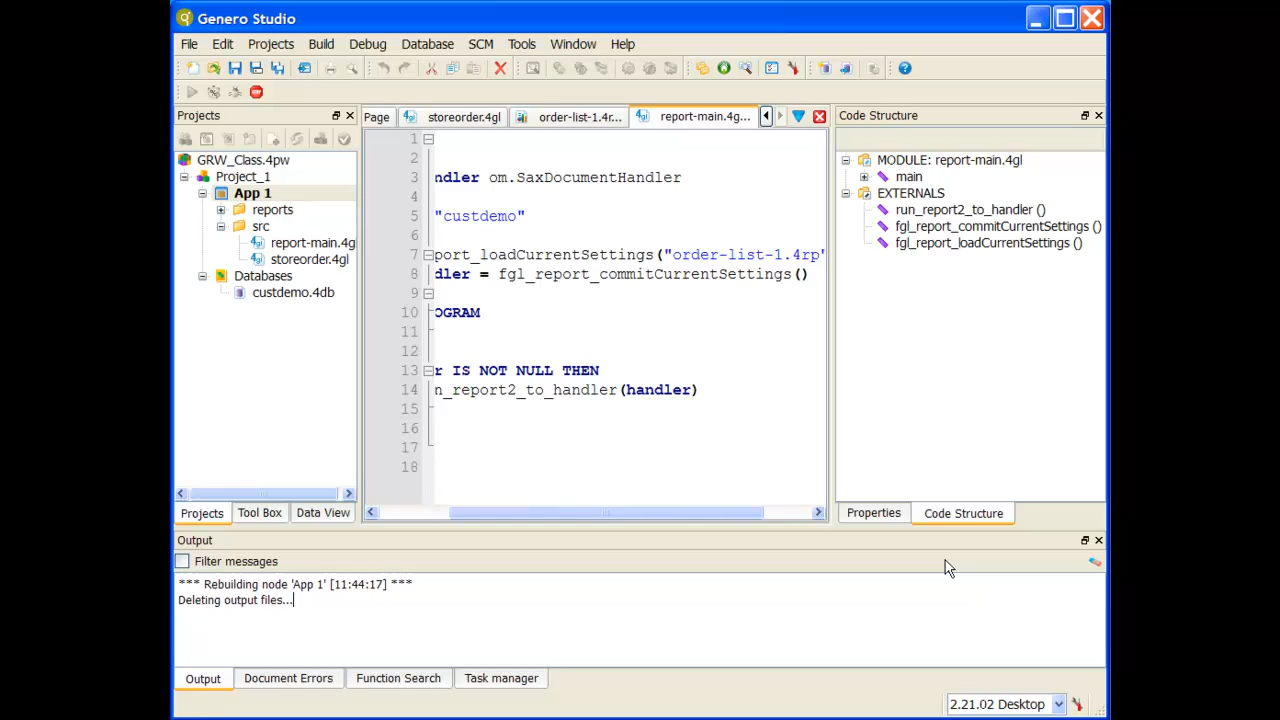 Genero Studio
File Edit Projects Build Debug Database SCM Tools Window Help
Projects
GRW_Class.4pw
Project_1
App 1
reports
src
report-main.4g
storeorder.4gl
Databases
custdemo.4db
Projects Tool Box Data View
Page storeorder.4gl order-list-1.4r... report-main.4g...
1
2
3 ndler om.SaxDocumentHandler
4
5 "custdemo"
6
7 port_loadCurrentSettings("order-list-1.4rp"
8 dler = fgl_report_commitCurrentSettings()
9
10 OGRAM
11
12
13 r IS NOT NULL THEN
14 n_report2_to_handler(handler)
15
16
17
18
Code Structure
MODULE: report-main.4gl
main
EXTERNALS
run_report2_to_handler ()
fgl_report_commitCurrentSettings ()
fgl_report_loadCurrentSettings ()
Properties Code Structure
Output
Filter messages
*** Rebuilding node 'App 1' [11:44:17] ***
Deleting output files...
Output Document Errors Function Search Task manager
2.21.02 Desktop